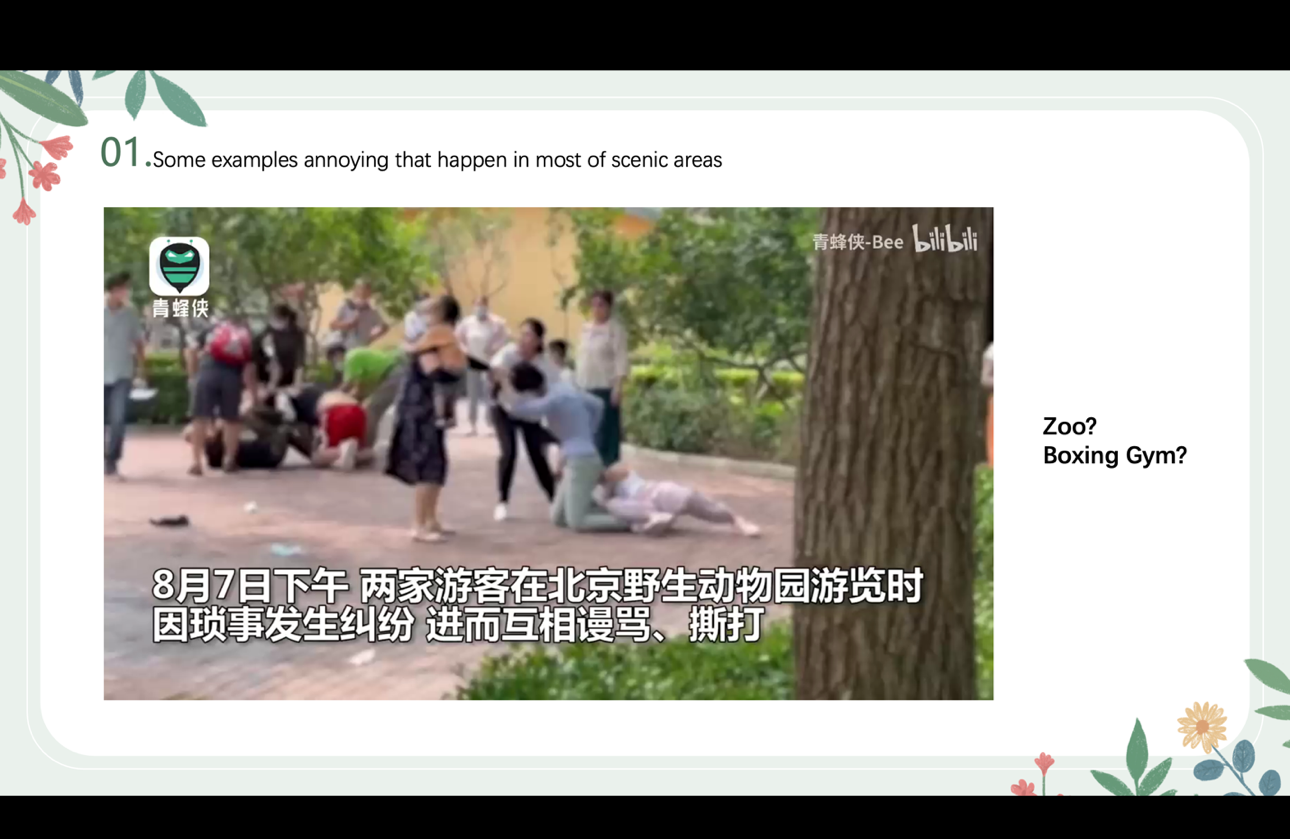 01.Some examples annoying that happen in most of scenic areas
青蜂侠-Bee bilibili
青蜂侠
Zoo?
Boxing Gym?
8月7日下午 两家游客在北京野生动物园游览时
因琐事发生纠纷 进而互相谩骂、撕打